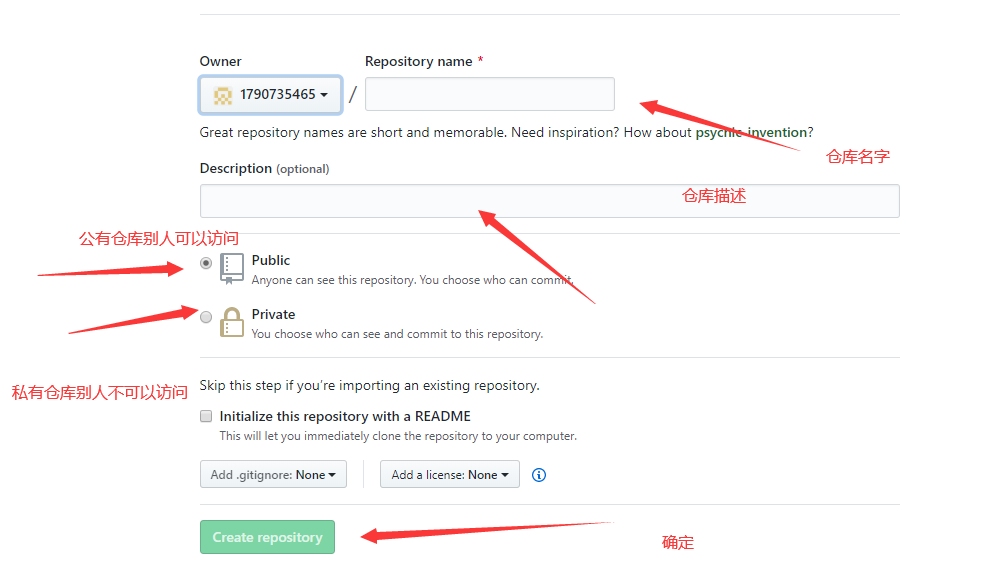 Owner
Repository name *
1790735465
/
仓库名字
Great repository names are short and memorable. Need inspiration? How about psychic-invention?
Description (optional)
仓库描述
公有仓库别人可以访问
Public
Anyone can see this repository. You choose who can commit.
Private
You choose who can see and commit to this repository.
私有仓库别人不可以访问
Skip this step if you’re importing an existing repository.
Initialize this repository with a README
This will let you immediately clone the repository to your computer.
Add .gitignore: None
Add a license: None
Create repository
确定